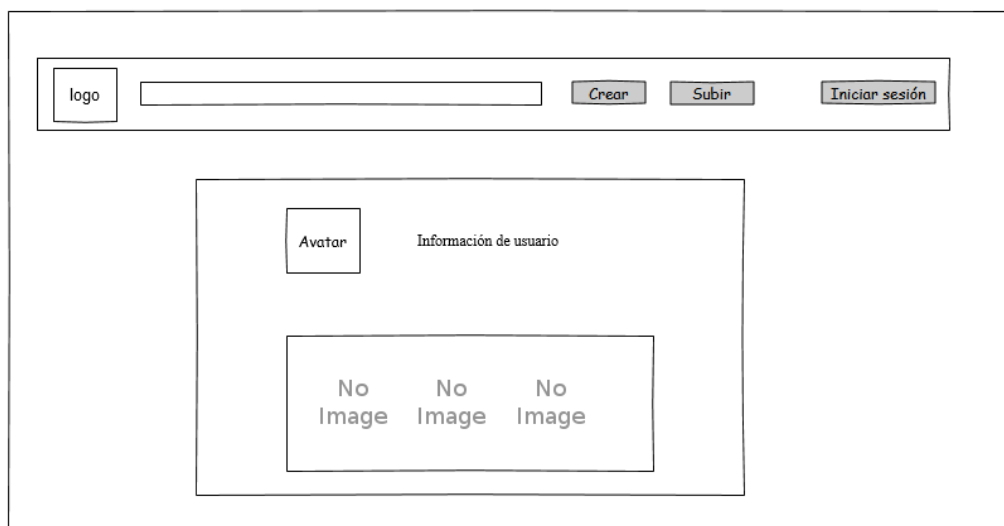 logo
Crear
Subir
Iniciar sesión
Avatar
Información de usuario
No
Image
No
Image
No
Image